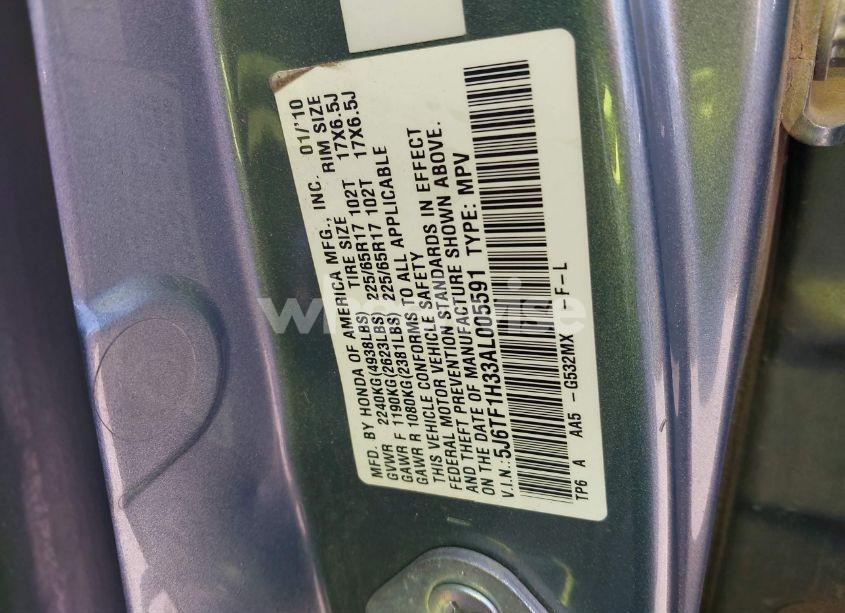 MFD. BY HONDA OF AMERICA MFG., INC. 01/'10
TIRE SIZE RIM SIZE
GVWR 2240KG(4938LBS) 225/65R17 102T 17X6.5J
GAWR F 1190KG(2623LBS) 225/65R17 102T 17X6.5J
GAWR R 1080KG(2381LBS)
THIS VEHICLE CONFORMS TO ALL APPLICABLE
FEDERAL MOTOR VEHICLE SAFETY
AND THEFT PREVENTION STANDARDS IN EFFECT
ON THE DATE OF MANUFACTURE SHOWN ABOVE.
V.I.N.:5J6TF1H33AL005591 TYPE: MPV
TP6 A AA5 -G532MX -F-L